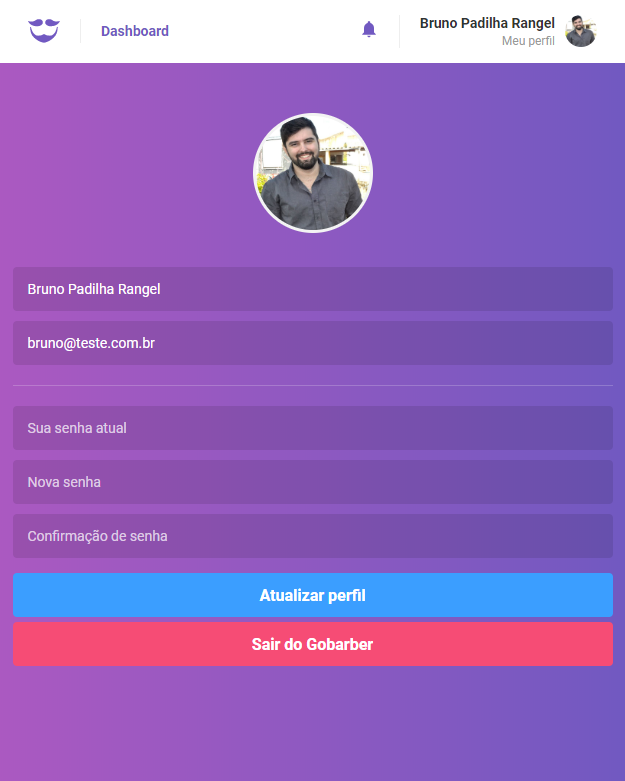 Dashboard
Bruno Padilha Rangel
Meu perfil
Bruno Padilha Rangel
bruno@teste.com.br
Sua senha atual
Nova senha
Confirmação de senha
Atualizar perfil
Sair do Gobarber